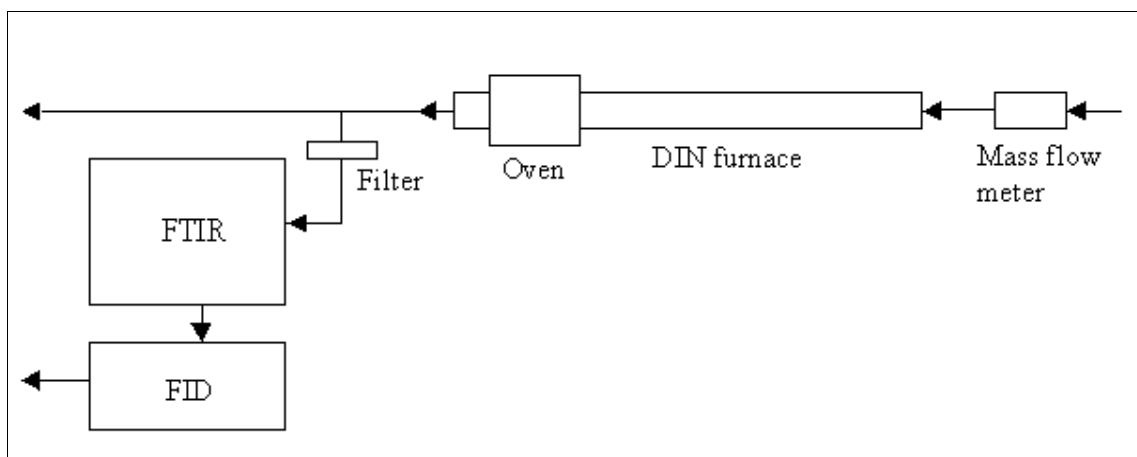 Oven
DIN furnace
Mass flow
meter
Filter
FTIR
FID